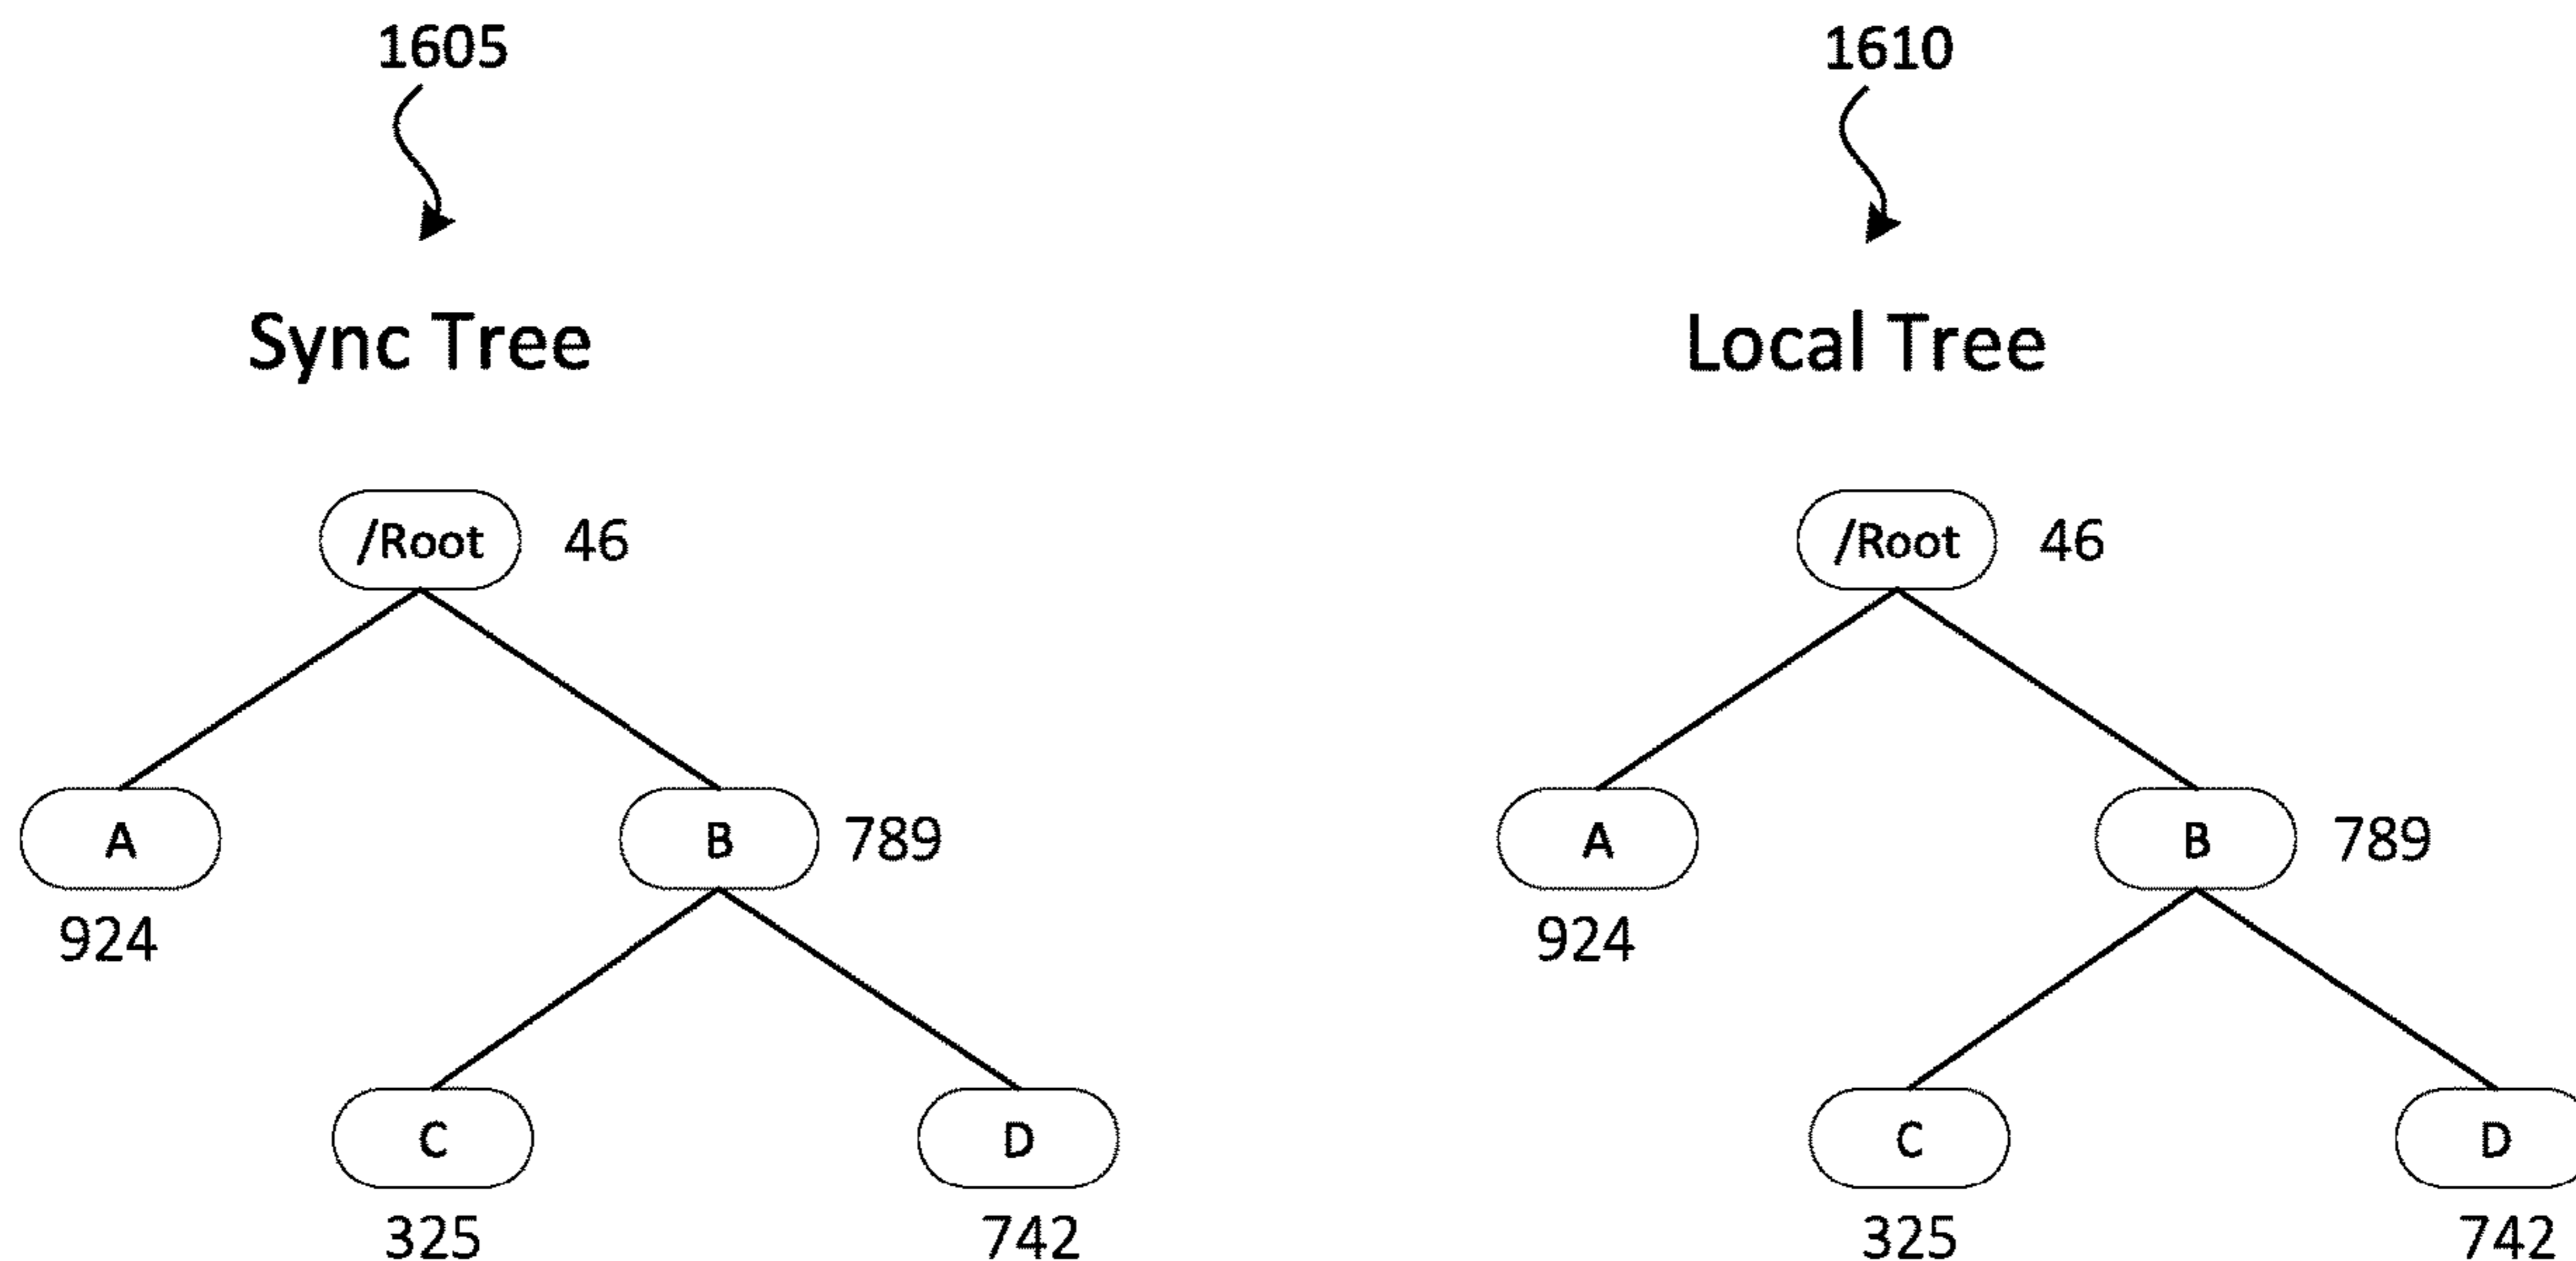 1605
1610
Sync Tree
Local Tree
/Root 46
/Root 46
A
B 789
A
B 789
924
924
C
D
C
D
325
742
325
742